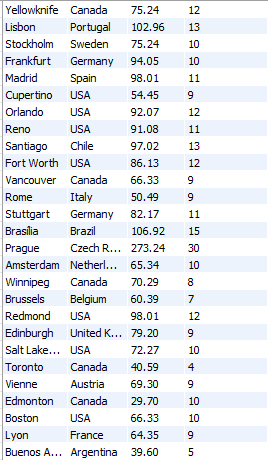 Yellowknife Canada 75.24 12
Lisbon Portugal 102.96 13
Stockholm Sweden 75.24 10
Frankfurt Germany 94.05 10
Madrid Spain 98.01 11
Cupertino USA 54.45 9
Orlando USA 92.07 12
Reno USA 91.08 11
Santiago Chile 97.02 13
Fort Worth USA 86.13 12
Vancouver Canada 66.33 9
Rome Italy 50.49 9
Stuttgart Germany 82.17 11
Brasília Brazil 106.92 15
Prague Czech R... 273.24 30
Amsterdam Netherl... 65.34 10
Winnipeg Canada 70.29 8
Brussels Belgium 60.39 7
Redmond USA 98.01 12
Edinburgh United K... 79.20 9
Salt Lake... USA 72.27 10
Toronto Canada 40.59 4
Vienne Austria 69.30 9
Edmonton Canada 29.70 10
Boston USA 66.33 10
Lyon France 64.35 9
Buenos A... Argentina 39.60 5